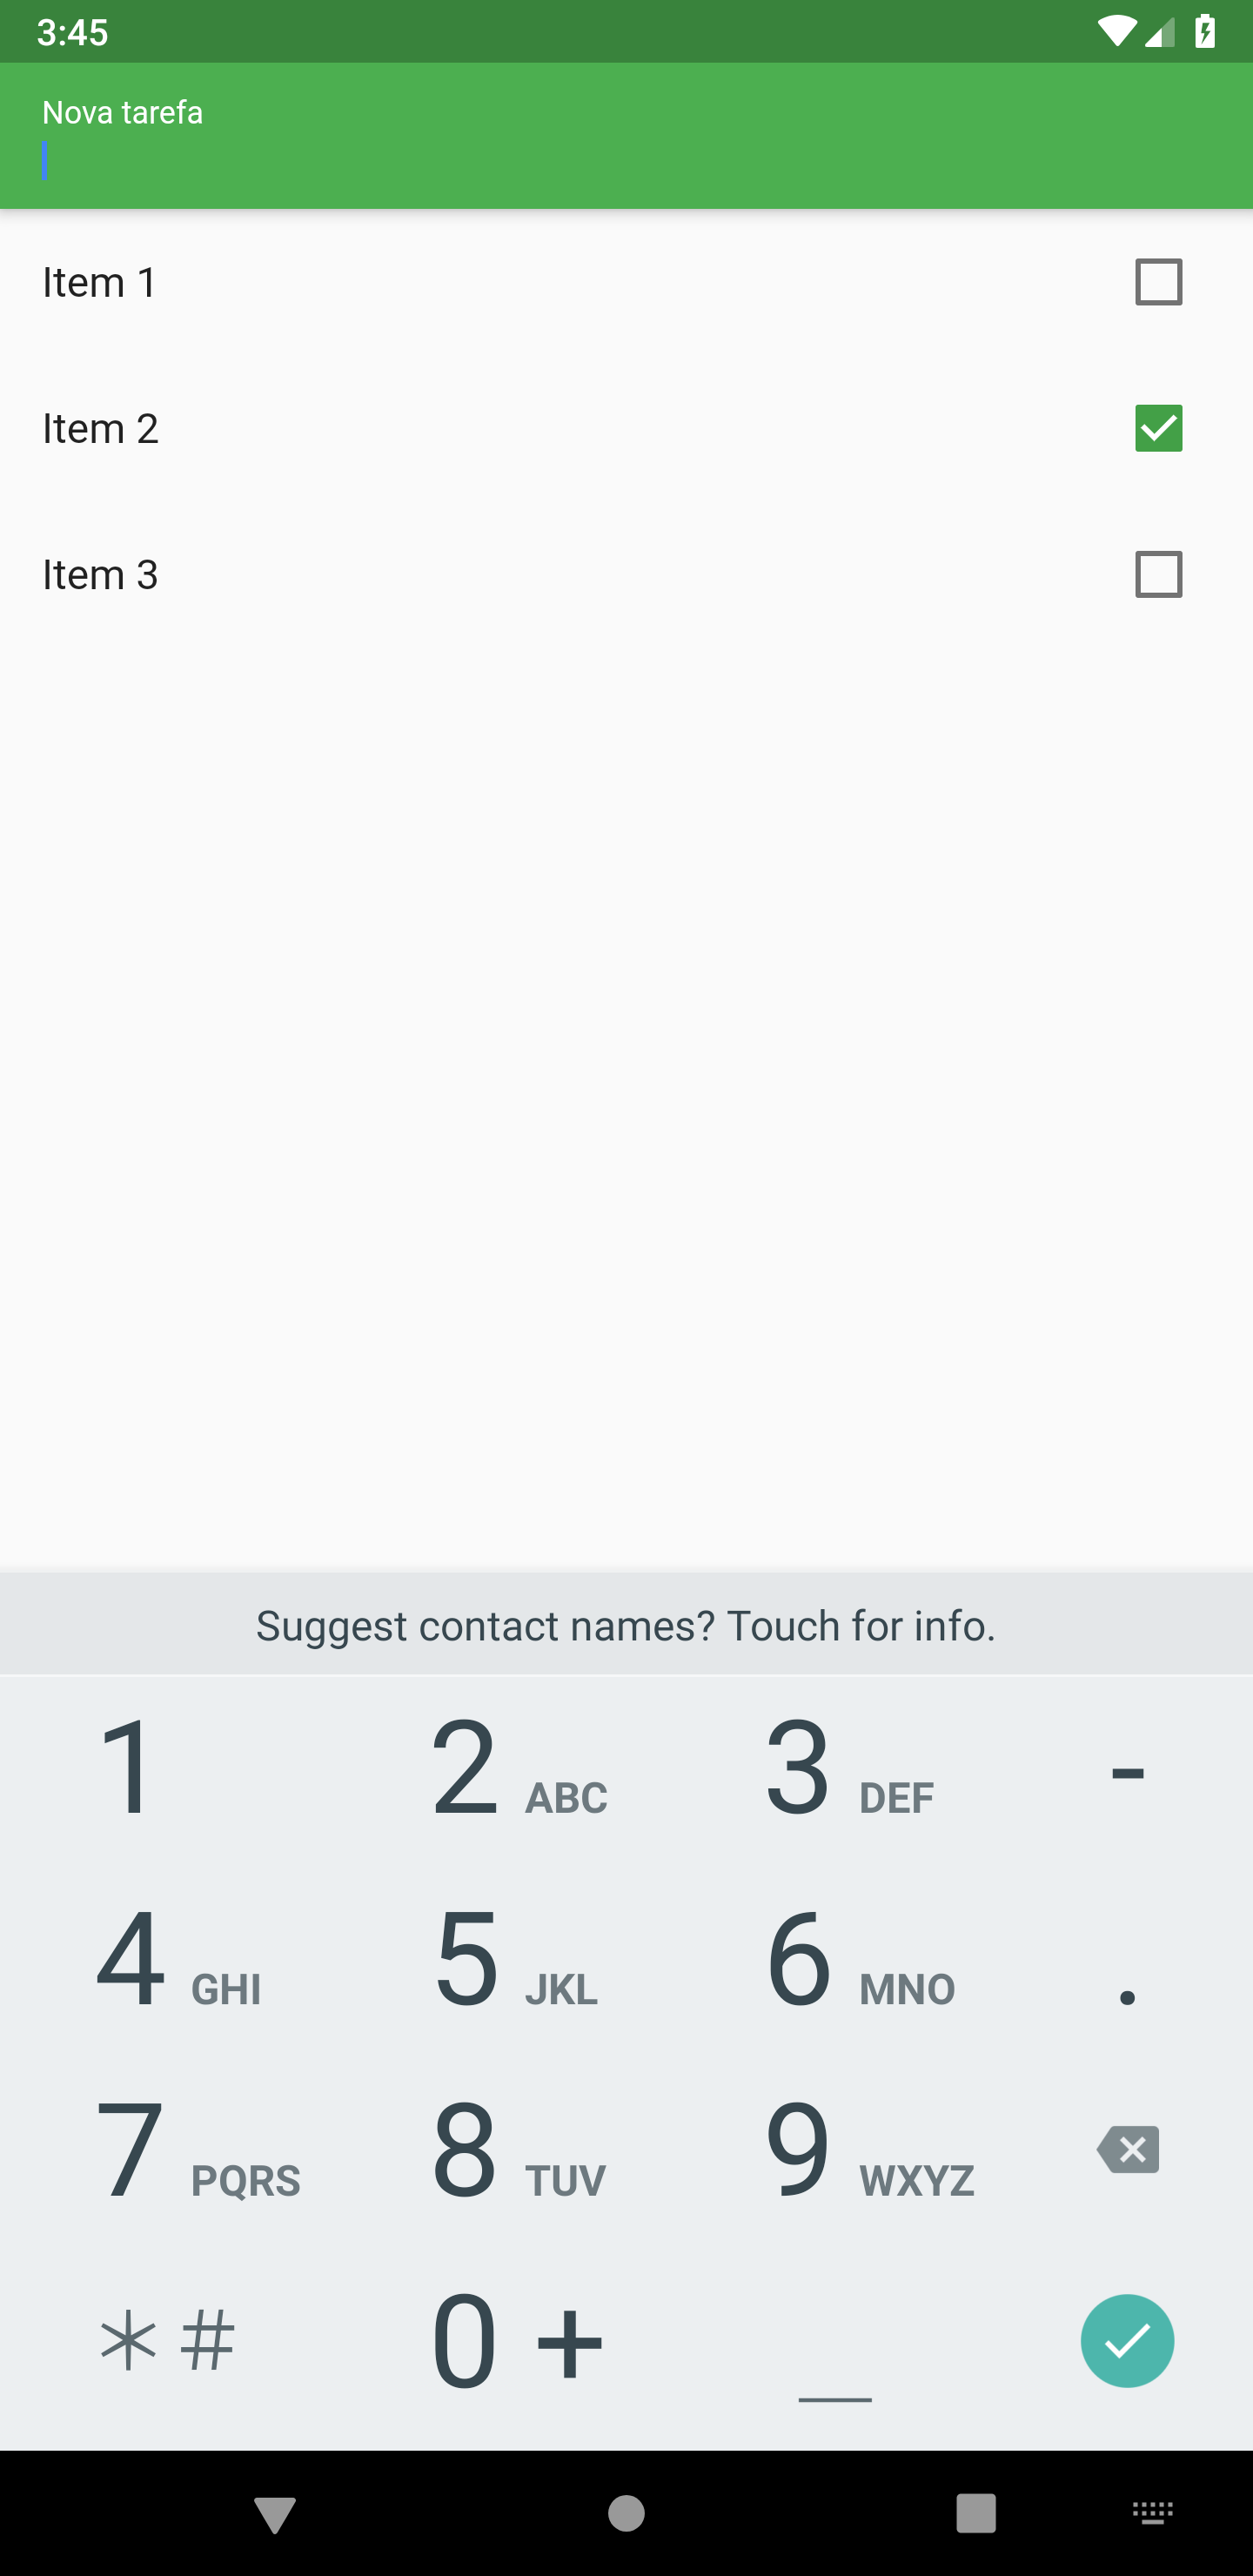 3:45
Nova tarefa
Item 1
Item 2
Item 3
Suggest contact names? Touch for info.
1 2 ABC 3 DEF -
4 GHI 5 JKL 6 MNO .
7 PQRS 8 TUV 9 WXYZ
* # 0 + _